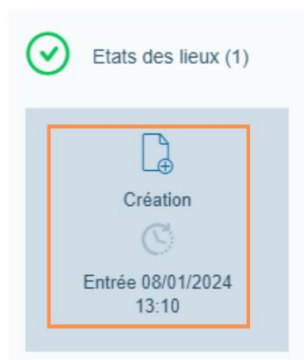 Etats des lieux (1)
Création
Entrée 08/01/2024
13:10